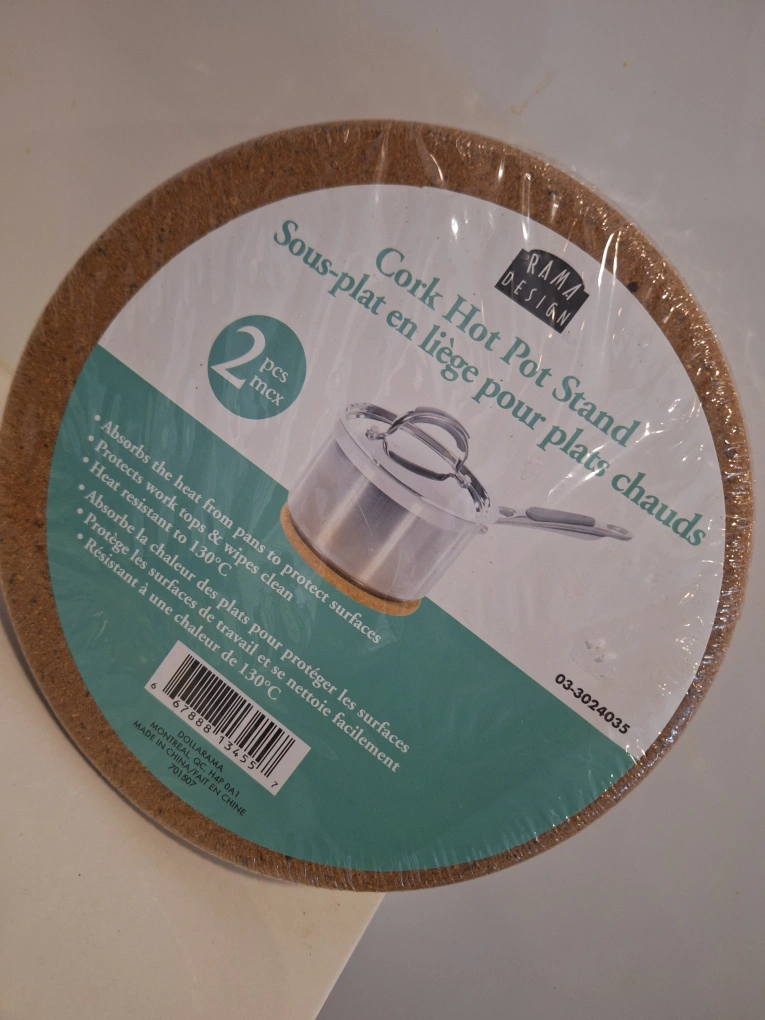 RAMA
DESIGN
Cork Hot Pot Stand
Sous-plat en liège pour plats chauds
2 pcs
mcx
• Absorbs the heat from pans to protect surfaces
• Protects work tops & wipes clean
• Heat resistant to 130°C
• Absorbe la chaleur des plats pour protéger les surfaces
• Protège les surfaces de travail et se nettoie facilement
• Résistant à une chaleur de 130°C
03-3024035
6 67888 13455 7
DOLLARAMA
MONTREAL, QC, H4P 0A1
MADE IN CHINA/FAIT EN CHINE
701507